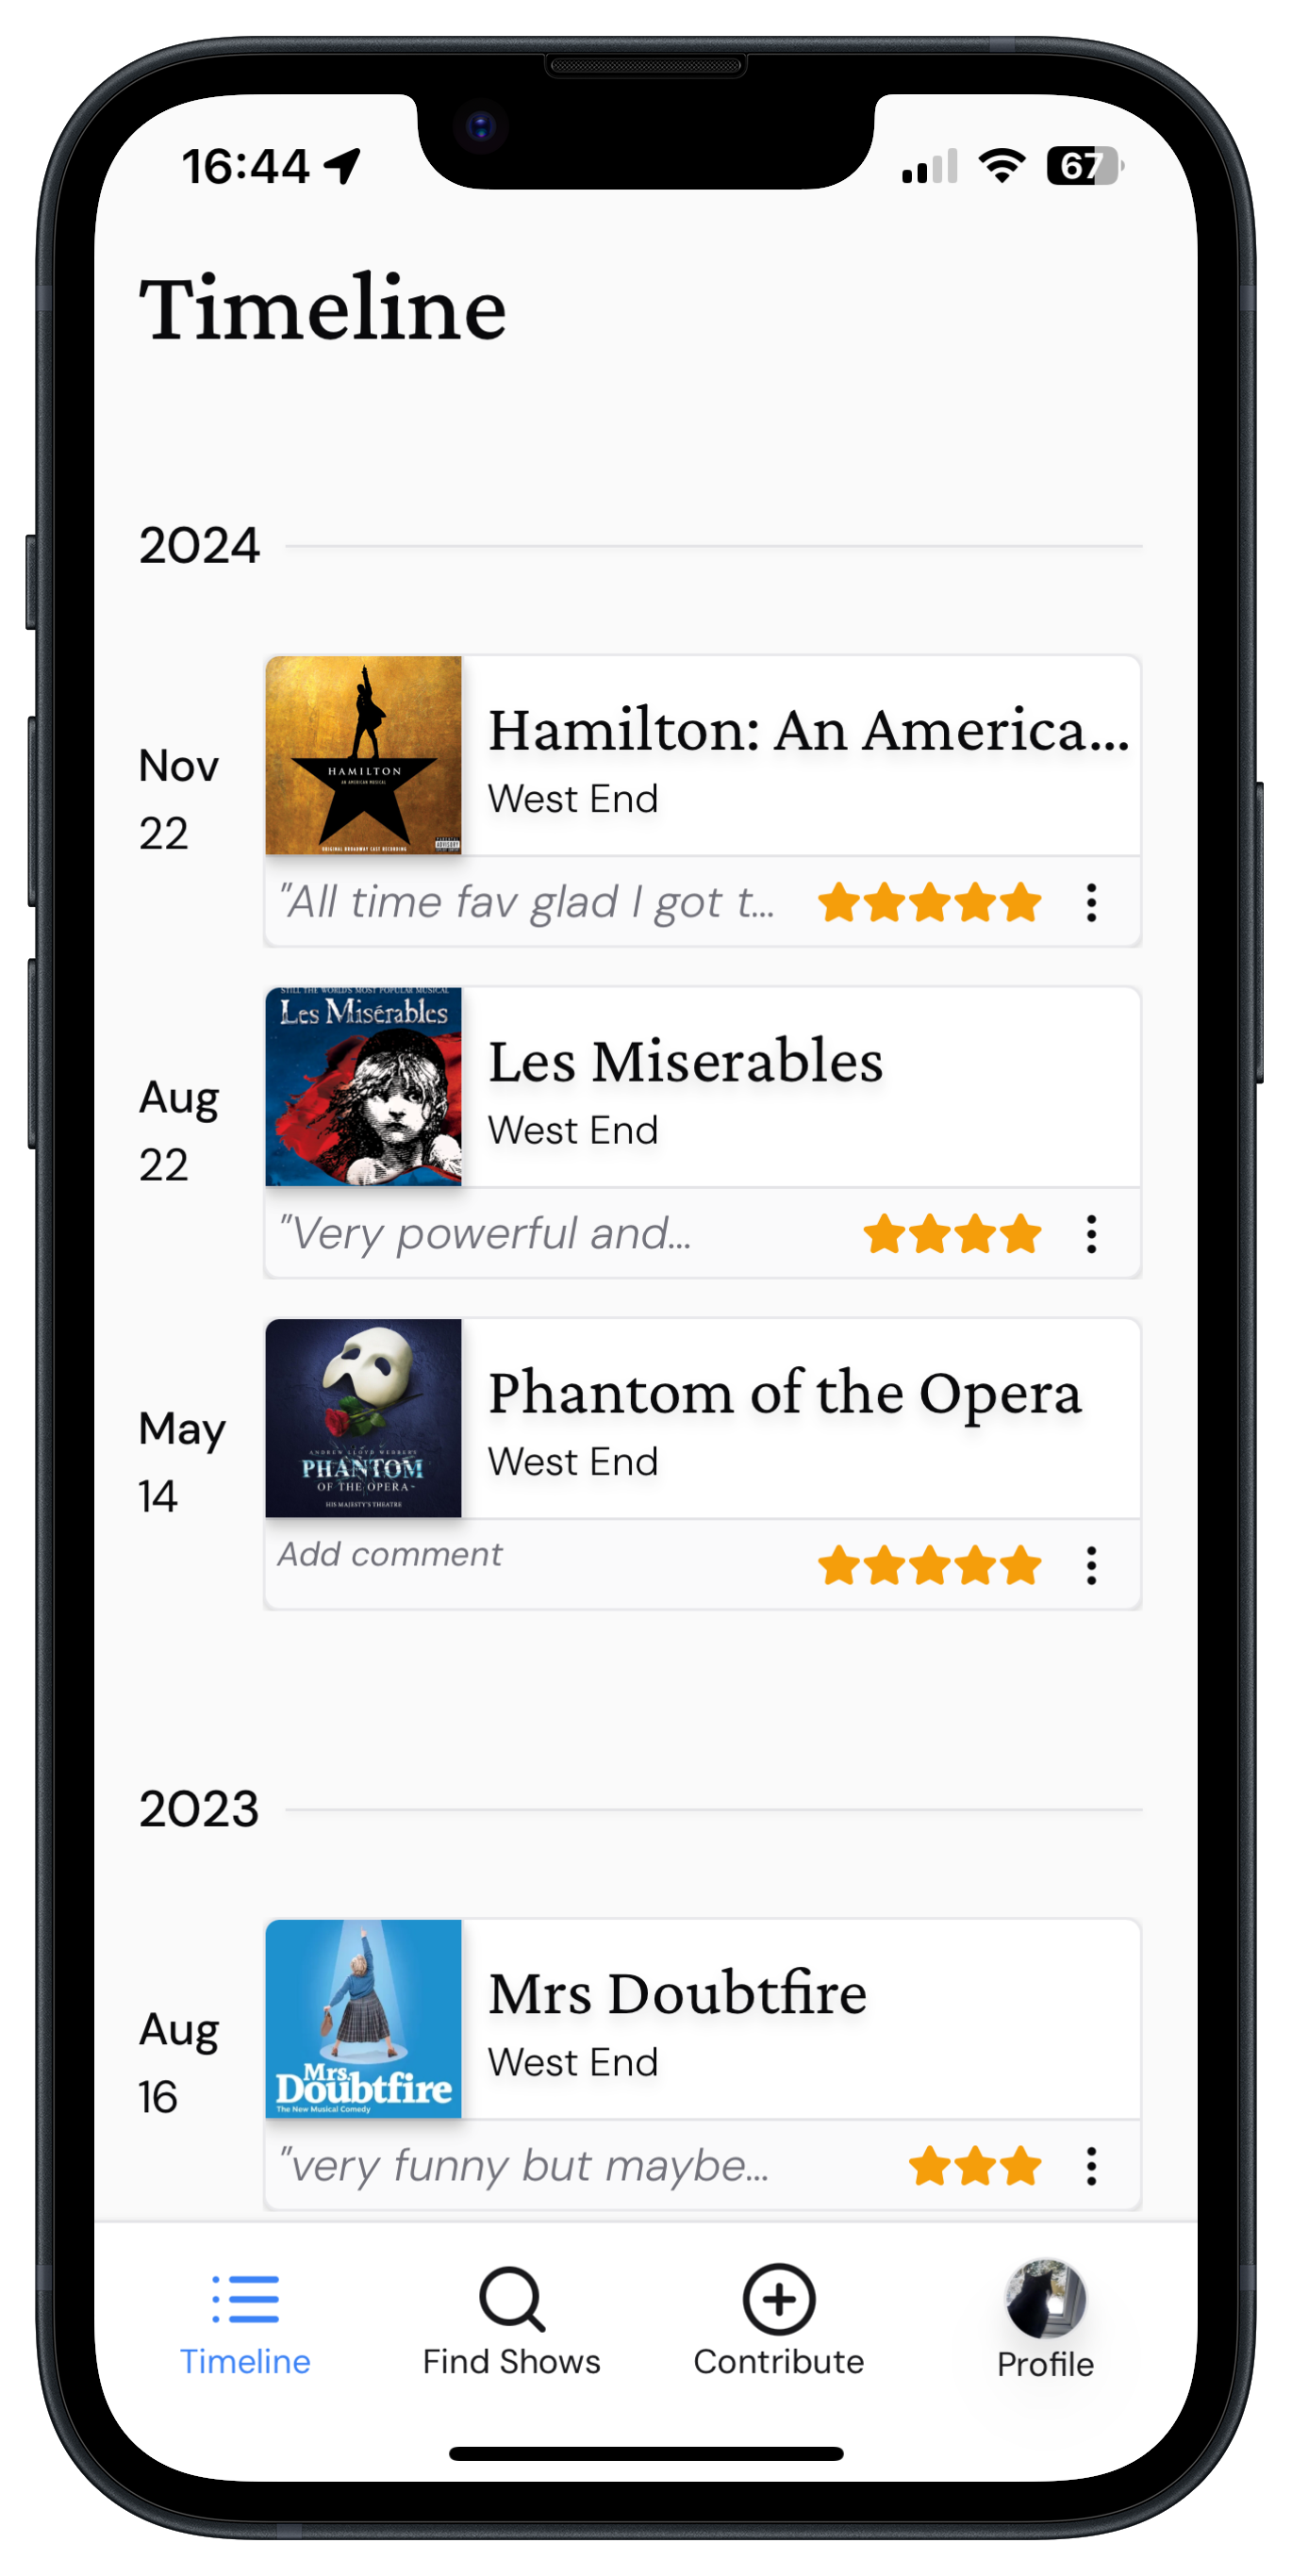 16:44
67
Timeline
2024
Nov
22
HAMILTON
AN AMERICAN MUSICAL
ORIGINAL BROADWAY CAST RECORDING
PARENTAL
ADVISORY
Hamilton: An America...
West End
"All time fav glad I got t...
Aug
22
STILL THE WORLD'S MOST POPULAR MUSICAL
Les Misérables
Les Miserables
West End
"Very powerful and...
May
14
ANDREW LLOYD WEBBER'S
PHANTOM
OF THE OPERA
HIS MAJESTY'S THEATRE
Phantom of the Opera
West End
Add comment
2023
Aug
16
Mrs.
Doubtfire
The New Musical Comedy
Mrs Doubtfire
West End
"very funny but maybe...
Timeline
Find Shows
Contribute
Profile